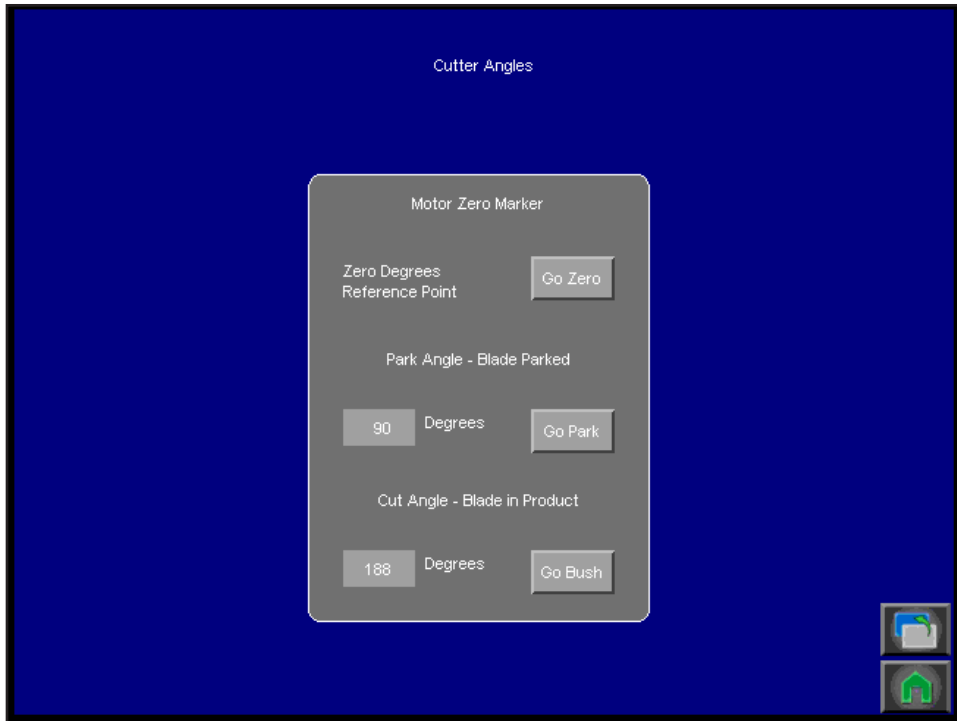 Cutter Angles
Motor Zero Marker
Zero Degrees
Reference Point
Go Zero
Park Angle - Blade Parked
90 Degrees Go Park
Cut Angle - Blade in Product
188 Degrees Go Bush